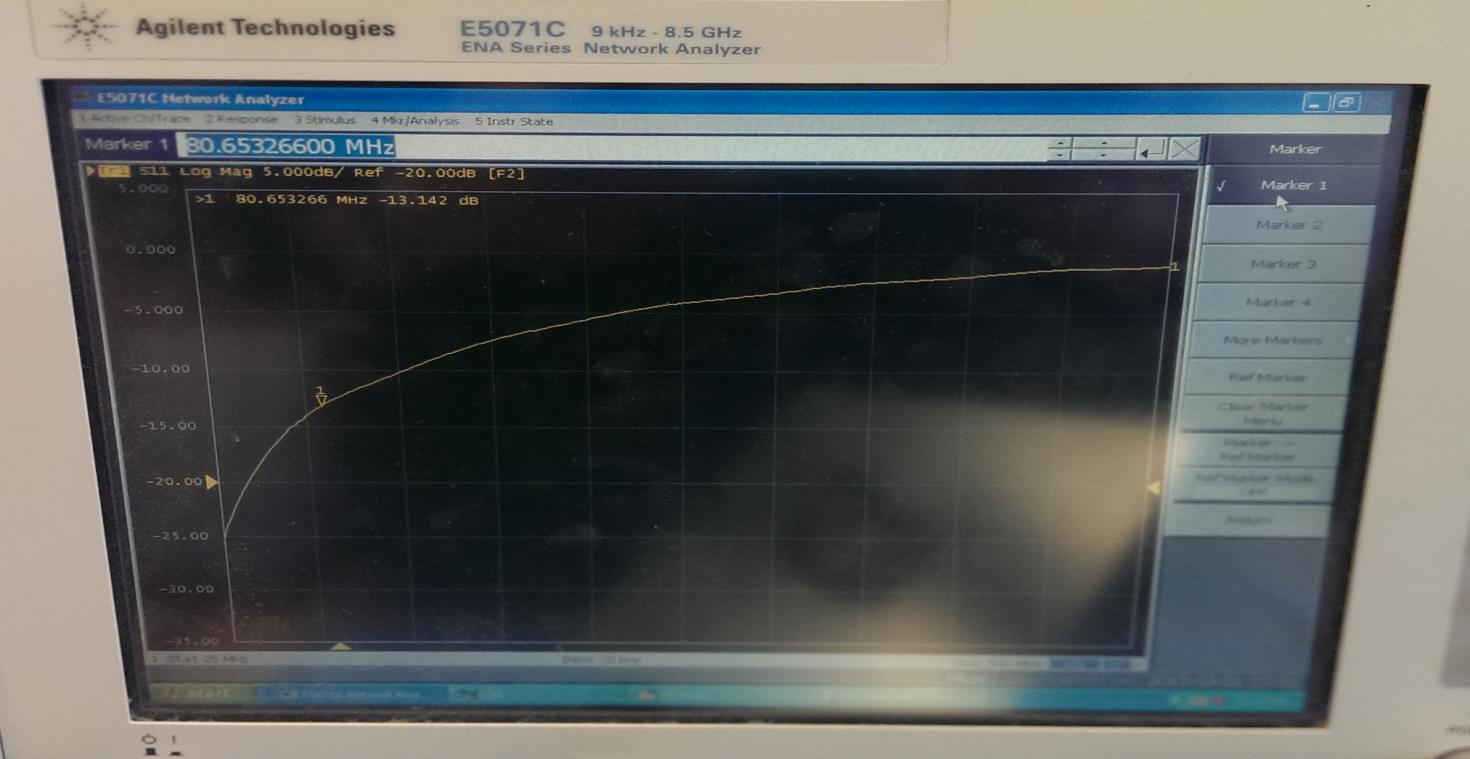 Agilent Technologies
E5071C 9 kHz - 8.5 GHz
ENA Series Network Analyzer
E5071C Network Analyzer
1 Active Ch/Trace 2 Response 3 Stimulus 4 Mkr/Analysis 5 Instr State
Marker 1 80.65326600 MHz
Marker
Tr1 S11 Log Mag 5.000dB/ Ref -20.00dB [F2]
5.000
>1 80.653266 MHz -13.142 dB
Marker 1
Marker 2
0.000
Marker 3
1
Marker 4
-5.000
More Markers
-10.00
Ref Marker
1
Clear Marker
Menu
-15.00
Marker ->
Ref Marker
-20.00
Ref Marker Mode
OFF
Return
-25.00
-30.00
-35.00
1 Start 25 MHz
IFBW 70 kHz
start
E5071C Network